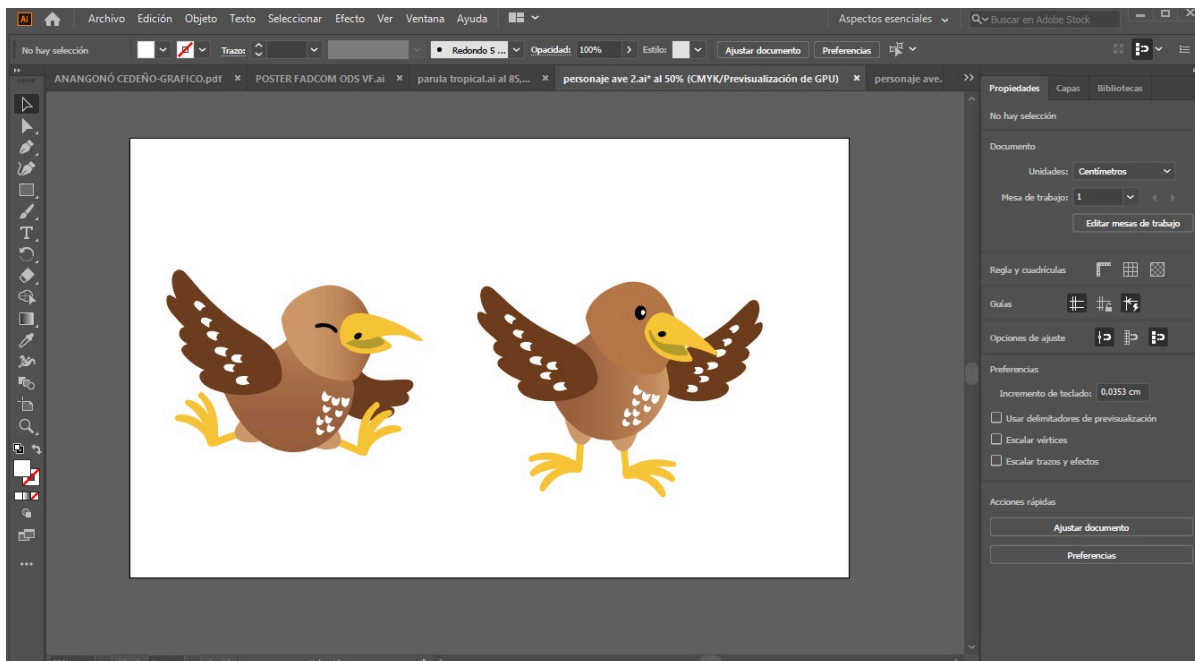 Ai Archivo Edición Objeto Texto Seleccionar Efecto Ver Ventana Ayuda Aspectos esenciales Buscar en Adobe Stock
No hay selección Trazo: Redondo 5 ... Opacidad: 100% Estilo: Ajustar documento Preferencias
ANANGONÓ CEDEÑO-GRAFICO.pdf × POSTER FADCOM ODS VF.ai × parula tropical.ai al 85,... × personaje ave 2.ai* al 50% (CMYK/Previsualización de GPU) × personaje ave.
Propiedades Capas Bibliotecas
No hay selección
Documento
Unidades: Centímetros
Mesa de trabajo: 1
Editar mesas de trabajo
Regla y cuadrículas
Guías
Opciones de ajuste
Preferencias
Incremento de teclado: 0,0353 cm
Usar delimitadores de previsualización
Escalar vértices
Escalar trazos y efectos
Acciones rápidas
Ajustar documento
Preferencias